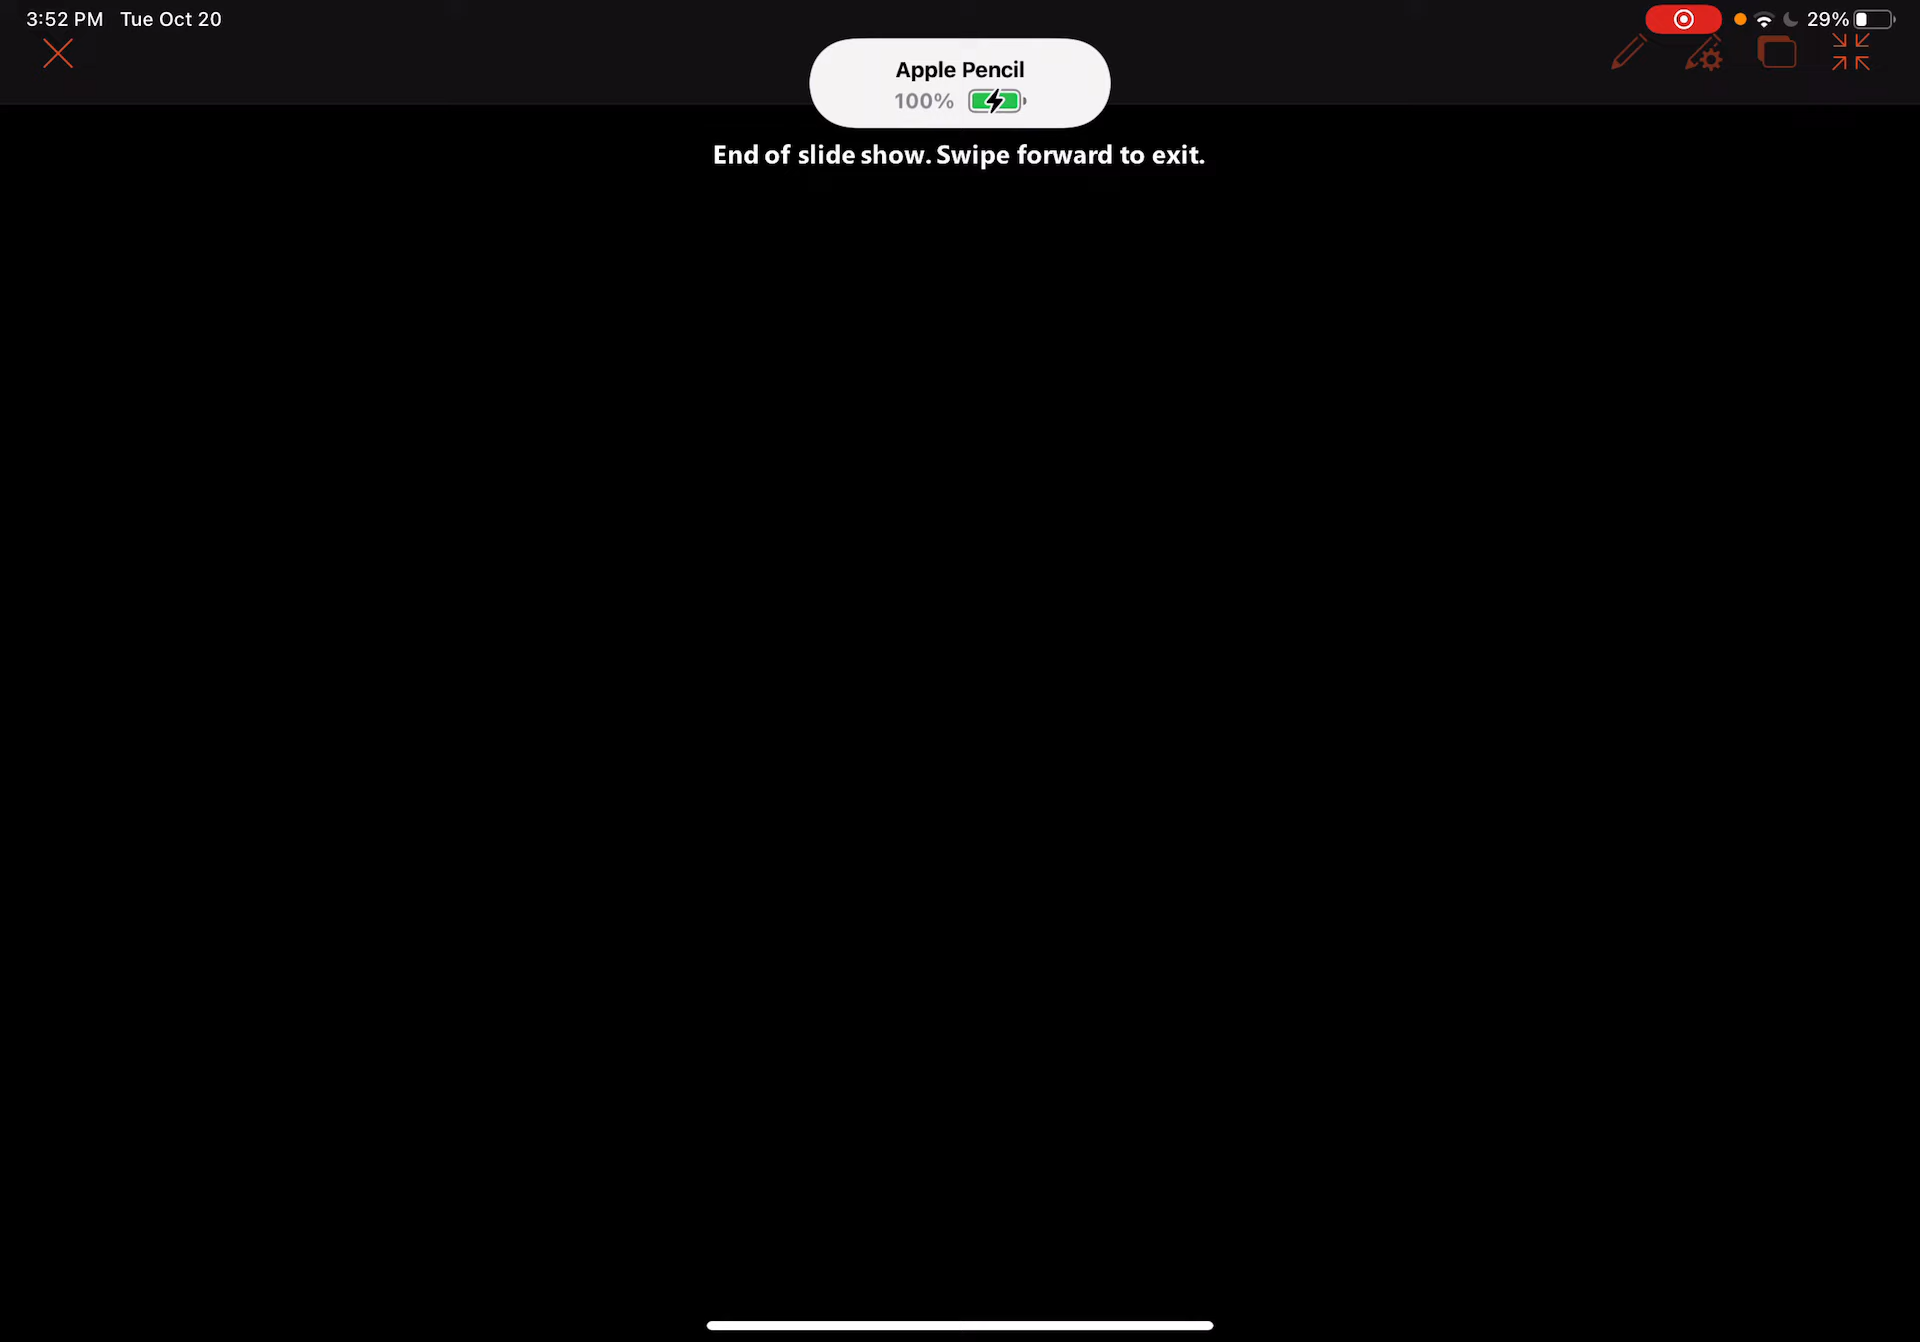 3:52 PM Tue Oct 20
29%
Apple Pencil
100%
End of slide show. Swipe forward to exit.